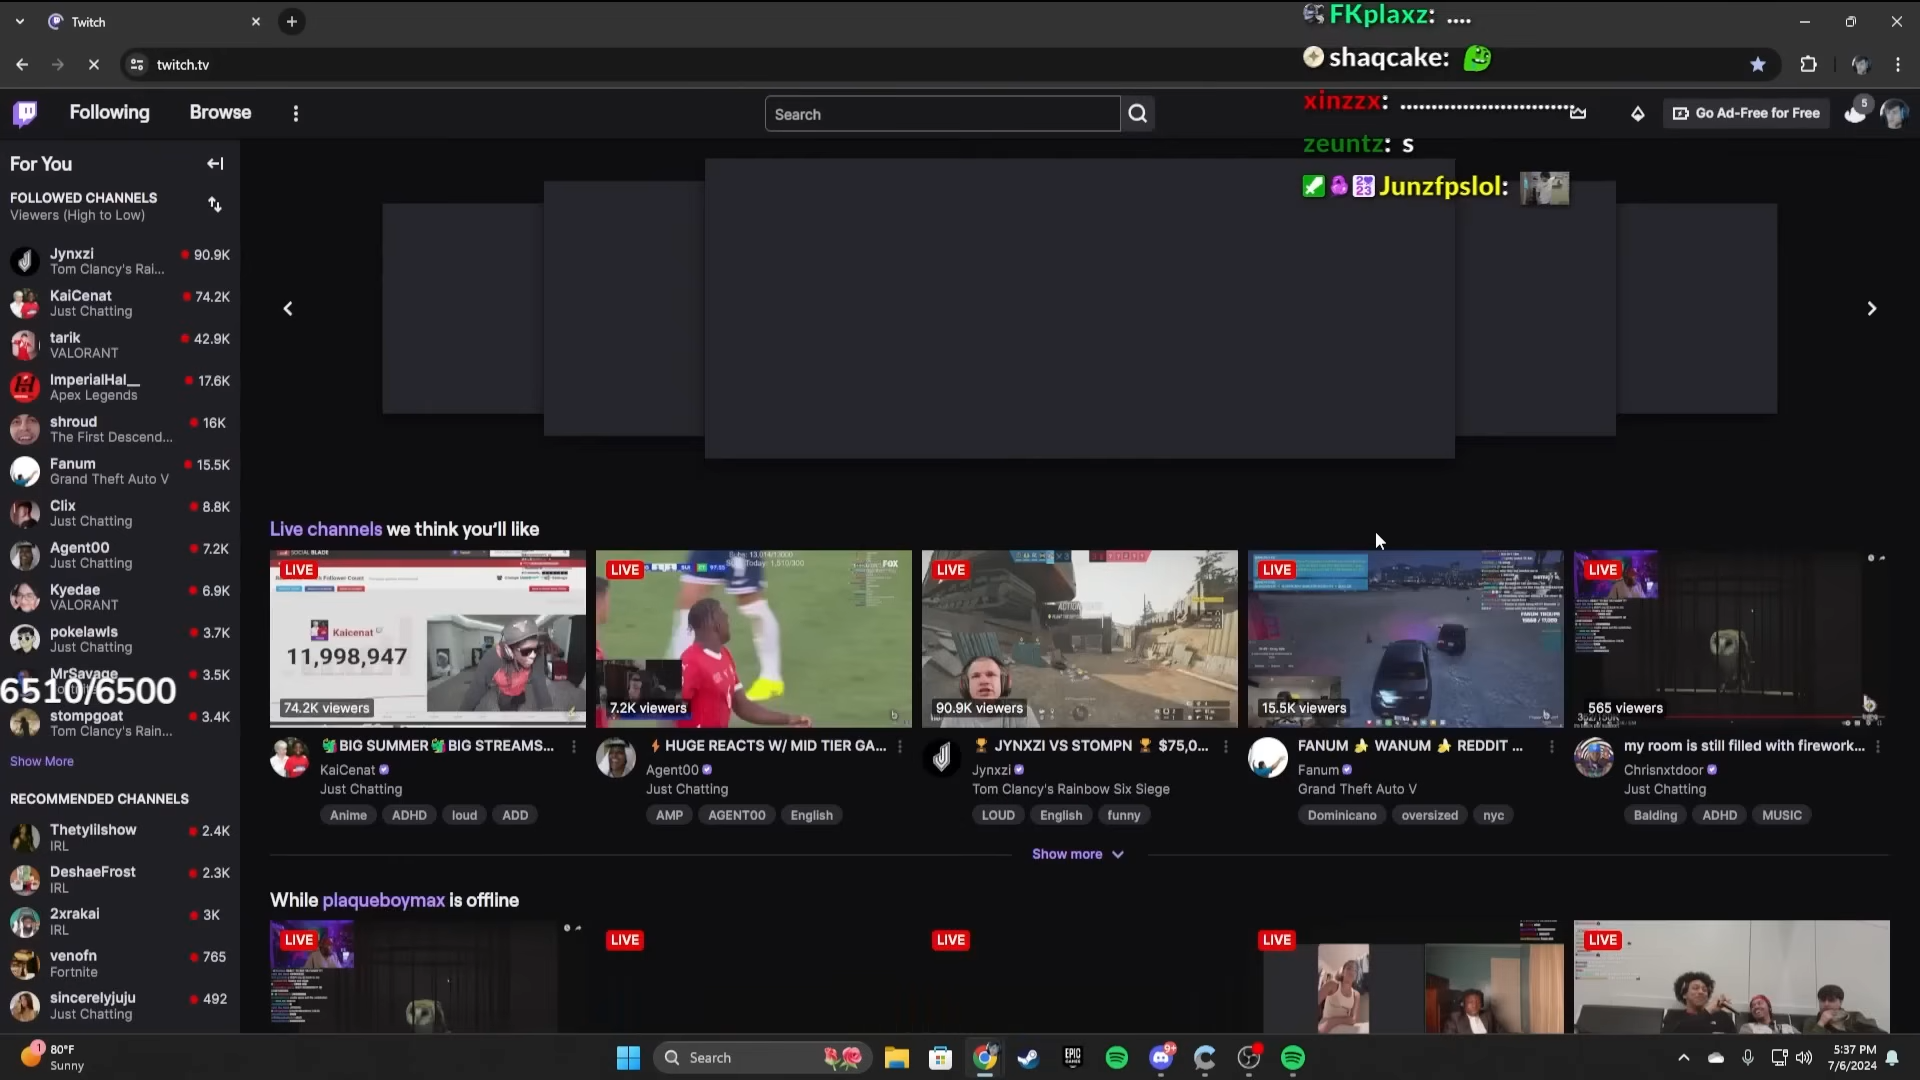 Twitch
twitch.tv
FKplaxz: ....
shaqcake:
xinzzx: ............................
zeuntz: s
Junzfpslol:
Following
Browse
Search
Go Ad-Free for Free
5
For You
FOLLOWED CHANNELS
Viewers (High to Low)
Jynxzi
90.9K
Tom Clancy's Rai...
KaiCenat
74.2K
Just Chatting
tarik
42.9K
VALORANT
ImperialHal__
17.6K
Apex Legends
shroud
16K
The First Descend...
Fanum
15.5K
Grand Theft Auto V
Clix
8.8K
Just Chatting
Agent00
7.2K
Just Chatting
Kyedae
6.9K
VALORANT
pokelawls
3.7K
Just Chatting
MrSavage
3.5K
6510/6500
stompgoat
3.4K
Tom Clancy's Rain...
Show More
RECOMMENDED CHANNELS
Thetylilshow
2.4K
IRL
DeshaeFrost
2.3K
IRL
2xrakai
3K
IRL
venofn
765
Fortnite
sincerelyjuju
492
Just Chatting
Live channels we think you'll like
LIVE
SOCIAL BLADE
Kaicenat
11,998,947
74.2K viewers
BIG SUMMER BIG STREAMS...
KaiCenat
Just Chatting
Anime ADHD loud ADD
LIVE
FOX
7.2K viewers
HUGE REACTS W/ MID TIER GA...
Agent00
Just Chatting
AMP AGENT00 English
LIVE
90.9K viewers
JYNXZI VS STOMPN $75,0...
Jynxzi
Tom Clancy's Rainbow Six Siege
LOUD English funny
LIVE
15.5K viewers
FANUM WANUM REDDIT ...
Fanum
Grand Theft Auto V
Dominicano oversized nyc
LIVE
565 viewers
my room is still filled with firework...
Chrisnxtdoor
Just Chatting
Balding ADHD MUSIC
Show more
While plaqueboymax is offline
LIVE
LIVE
LIVE
LIVE
LIVE
1
80°F
Sunny
Search
EPIC
GAMES
9+
5:37 PM
7/6/2024